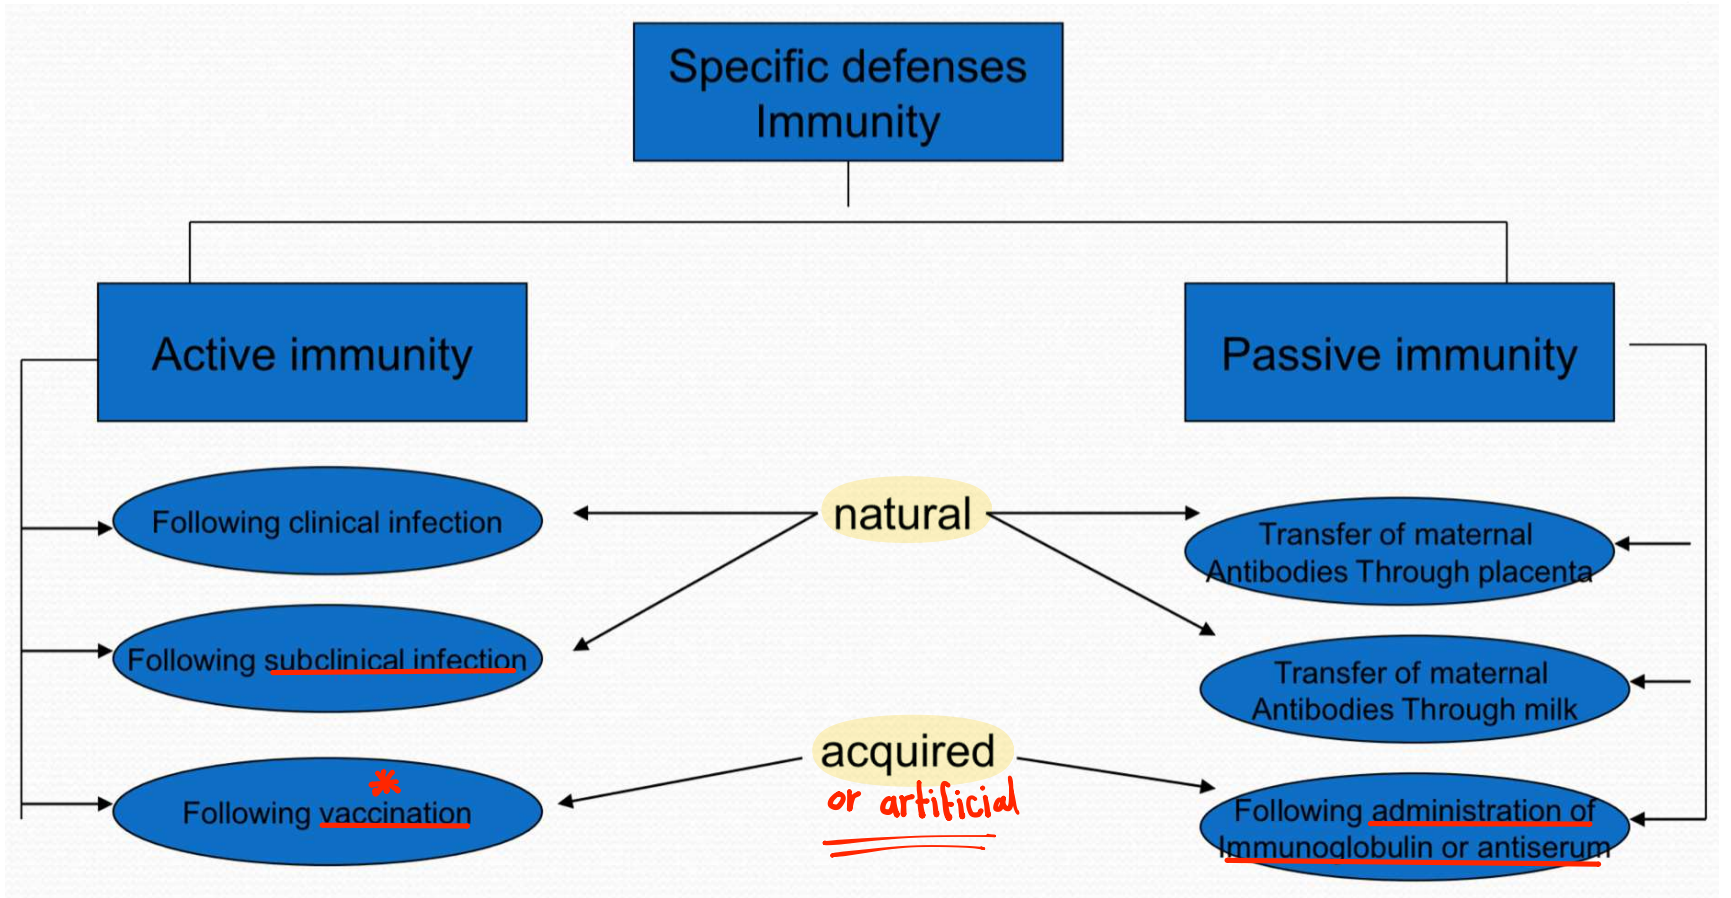 Specific defenses
Immunity
Active immunity
Passive immunity
Following clinical infection
natural
Transfer of maternal
Antibodies Through placenta
Following subclinical infection
Transfer of maternal
Antibodies Through milk
acquired
or artificial
Following vaccination
*
Following administration of
Immunoglobulin or antiserum